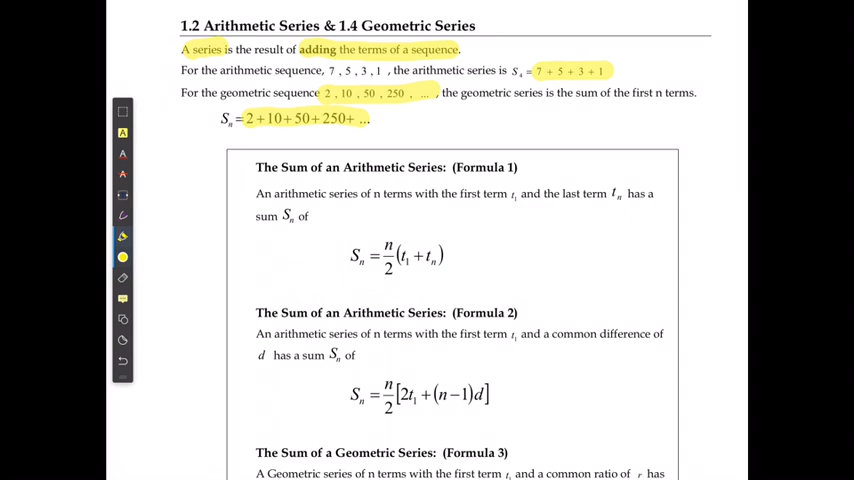 1.2 Arithmetic Series & 1.4 Geometric Series
A series is the result of adding the terms of a sequence.
For the arithmetic sequence, 7 , 5 , 3 , 1 , the arithmetic series is S₄ = 7 + 5 + 3 + 1
For the geometric sequence 2 , 10 , 50 , 250 , ... , the geometric series is the sum of the first n terms.
Sₙ = 2 + 10 + 50 + 250 + ...
The Sum of an Arithmetic Series: (Formula 1)
An arithmetic series of n terms with the first term t₁ and the last term tₙ has a
sum Sₙ of
Sₙ = n/2 (t₁ + tₙ)
The Sum of an Arithmetic Series: (Formula 2)
An arithmetic series of n terms with the first term t₁ and a common difference of
d has a sum Sₙ of
Sₙ = n/2 [2t₁ + (n − 1)d]
The Sum of a Geometric Series: (Formula 3)
A Geometric series of n terms with the first term t₁ and a common ratio of r has